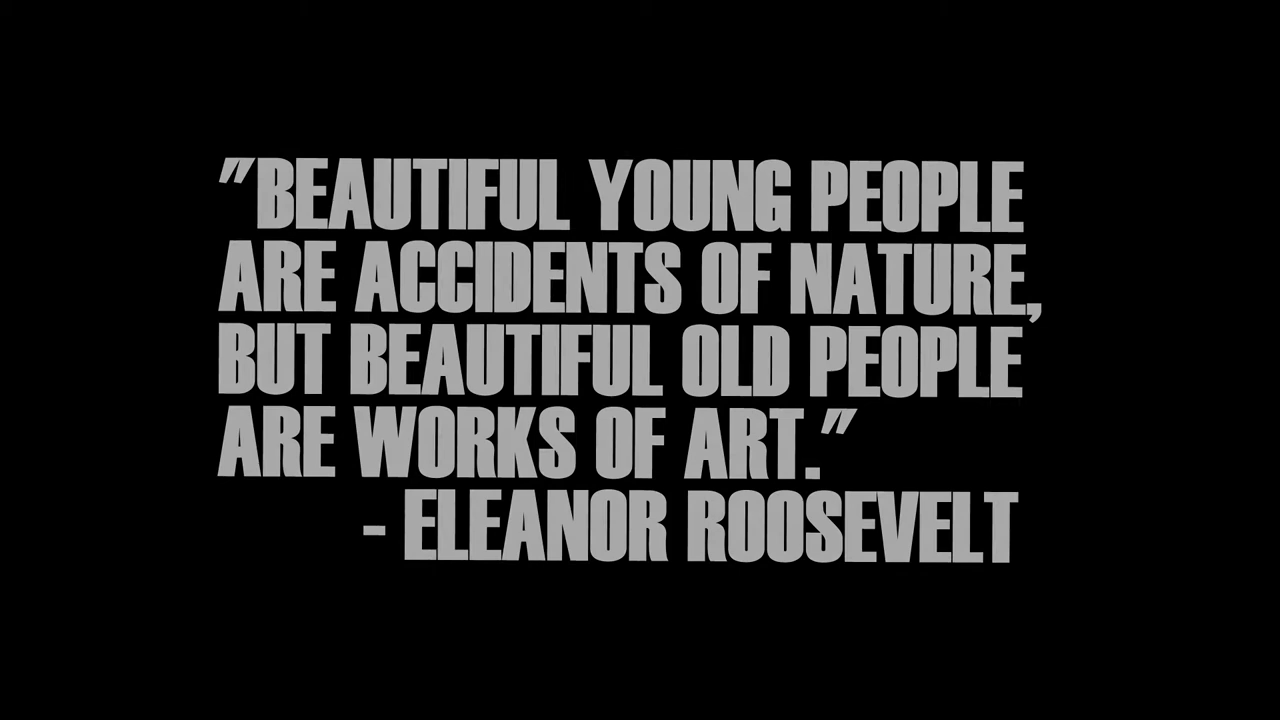 "BEAUTIFUL YOUNG PEOPLE
ARE ACCIDENTS OF NATURE,
BUT BEAUTIFUL OLD PEOPLE
ARE WORKS OF ART."
- ELEANOR ROOSEVELT